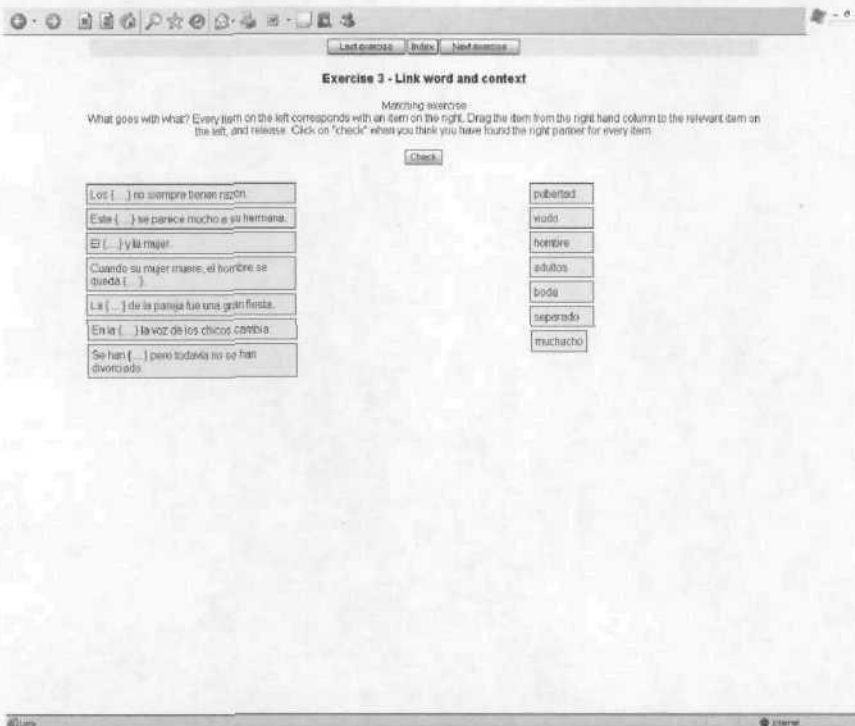 Last exercise Index Next exercise
Exercise 3 - Link word and context
Matching exercise
What goes with what? Every item on the left corresponds with an item on the right. Drag the item from the right hand column to the relevant item on
the left, and release. Click on "check" when you think you have found the right partner for every item.
Check
Los { ... } no siempre tienen razón.
Este { ... } se parece mucho a su hermana.
El { ... } y la mujer.
Cuando su mujer muere, el hombre se
queda { ... }.
La { ... } de la pareja fue una gran fiesta.
En la { ... } la voz de los chicos cambia.
Se han { ... } pero todavía no se han
divorciado.
pubertad
viudo
hombre
adultos
boda
separado
muchacho
Internet